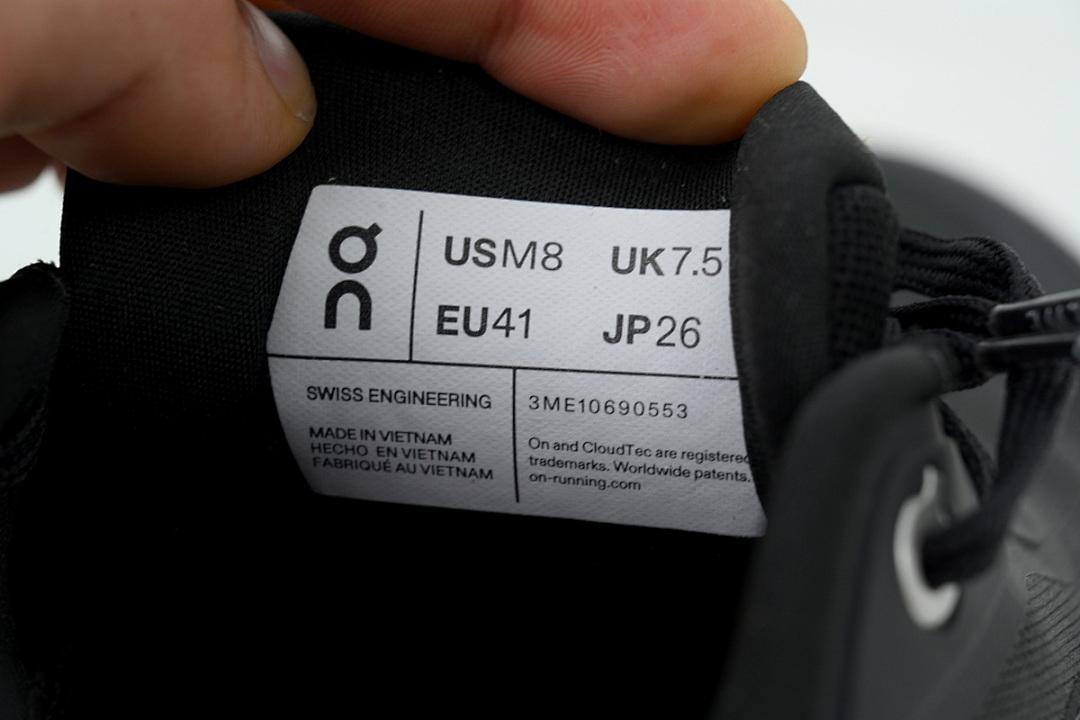 ON
USM8 UK7.5
EU41 JP26
SWISS ENGINEERING
MADE IN VIETNAM
HECHO EN VIETNAM
FABRIQUÉ AU VIETNAM
3ME10690553
On and CloudTec are registered
trademarks. Worldwide patents.
on-running.com